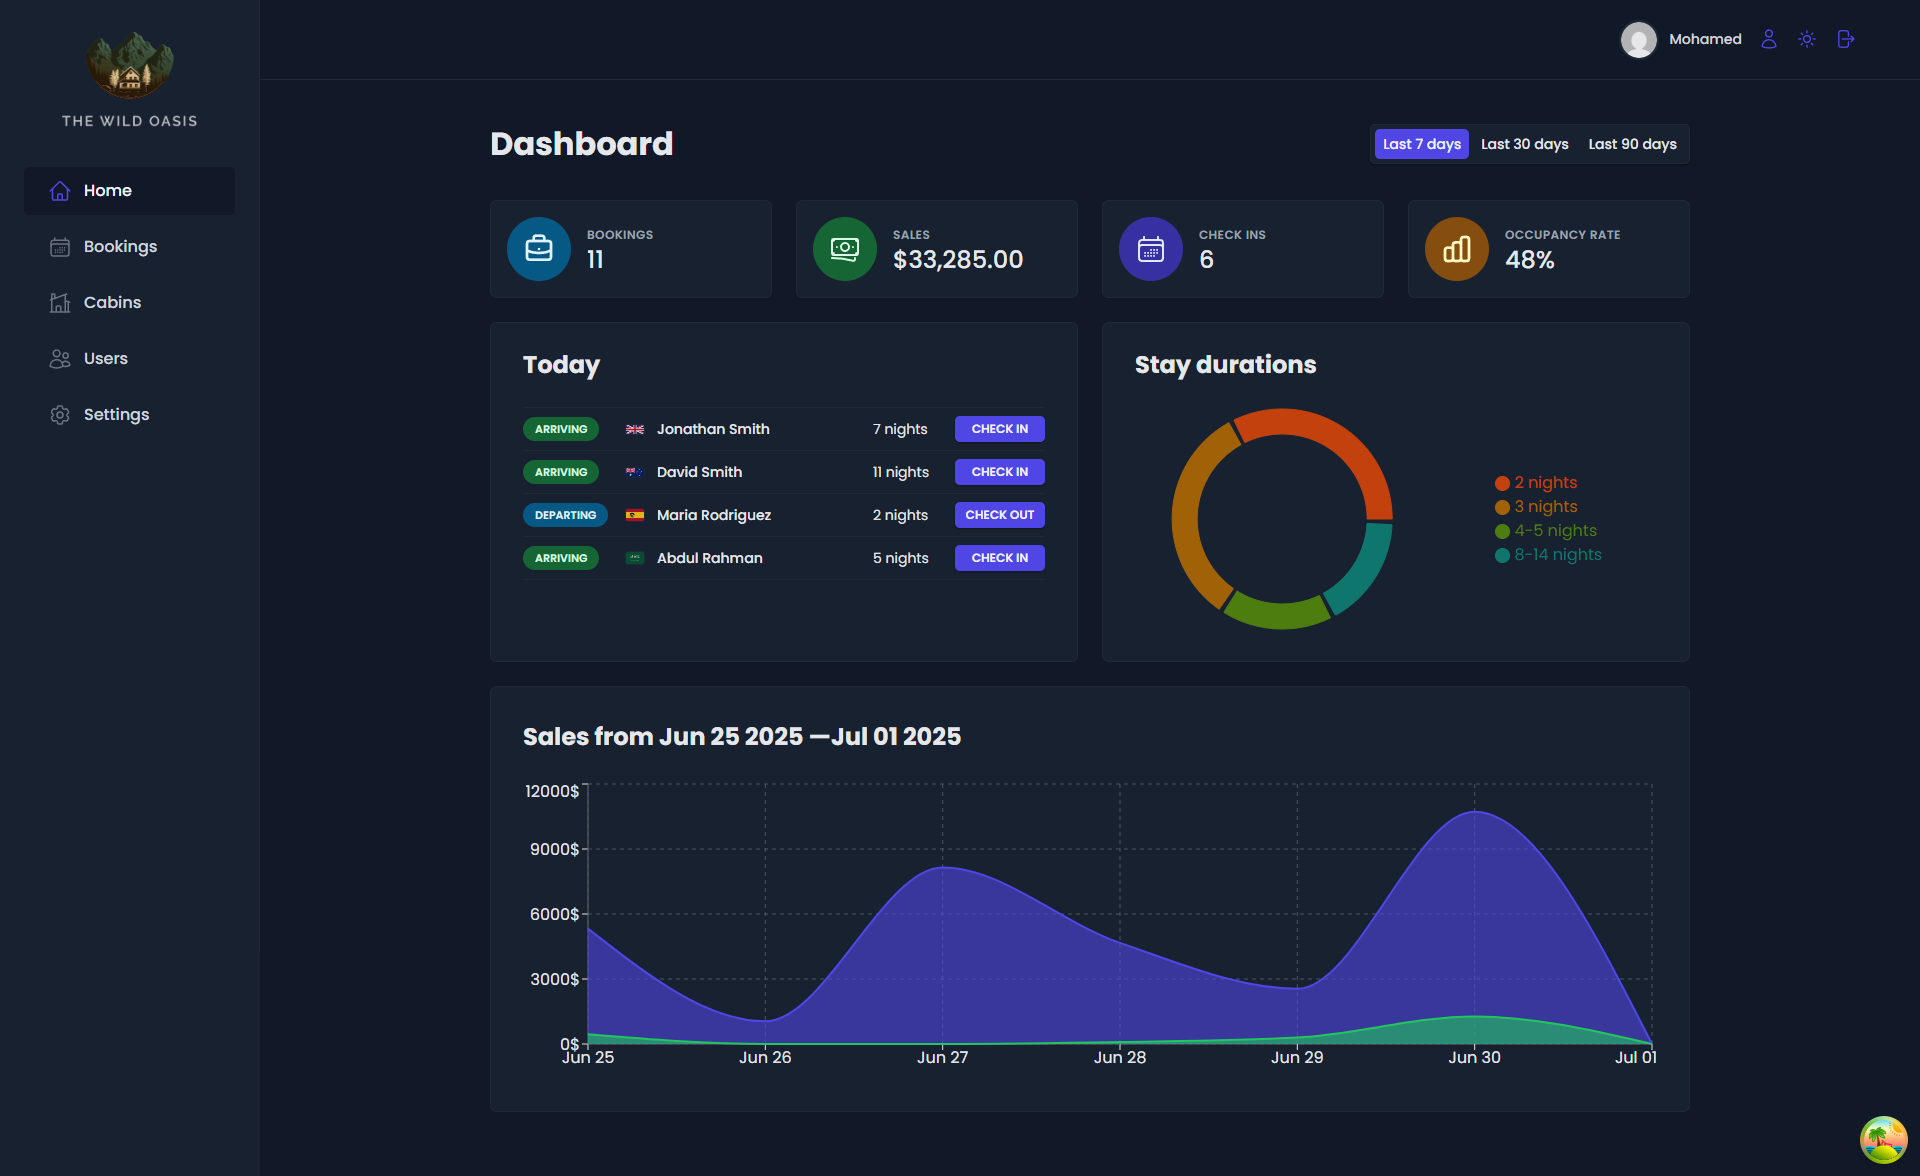 THE WILD OASIS
Home
Bookings
Cabins
Users
Settings
Mohamed
Dashboard
Last 7 days Last 30 days Last 90 days
BOOKINGS
11
SALES
$33,285.00
CHECK INS
6
OCCUPANCY RATE
48%
Today
ARRIVING Jonathan Smith 7 nights CHECK IN
ARRIVING David Smith 11 nights CHECK IN
DEPARTING Maria Rodriguez 2 nights CHECK OUT
ARRIVING Abdul Rahman 5 nights CHECK IN
Stay durations
2 nights
3 nights
4-5 nights
8-14 nights
Sales from Jun 25 2025 —Jul 01 2025
12000$
9000$
6000$
3000$
0$
Jun 25 Jun 26 Jun 27 Jun 28 Jun 29 Jun 30 Jul 01